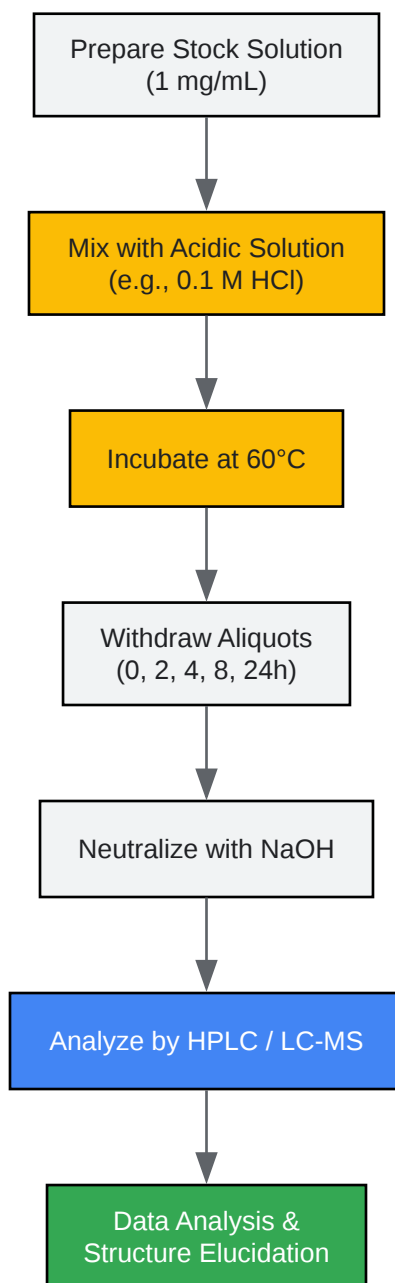 Prepare Stock Solution
(1 mg/mL)
Mix with Acidic Solution
(e.g., 0.1 M HCl)
Incubate at 60°C
Withdraw Aliquots
(0, 2, 4, 8, 24h)
Neutralize with NaOH
Analyze by HPLC / LC-MS
Data Analysis &
Structure Elucidation